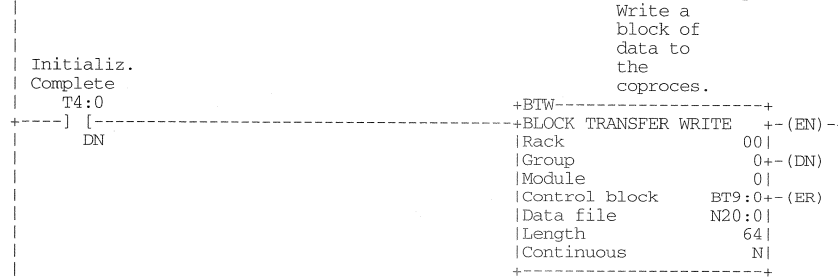 Write a
block of
data to
Initializ. the
Complete coproces.
T4:0 +BTW--------------------+
+----] [-----------------------------------------------+BLOCK TRANSFER WRITE +-(EN)-
DN |Rack 00|
|Group 0+-(DN)
|Module 0|
|Control block BT9:0+-(ER)
|Data file N20:0|
|Length 64|
|Continuous N|
+-----------------------+